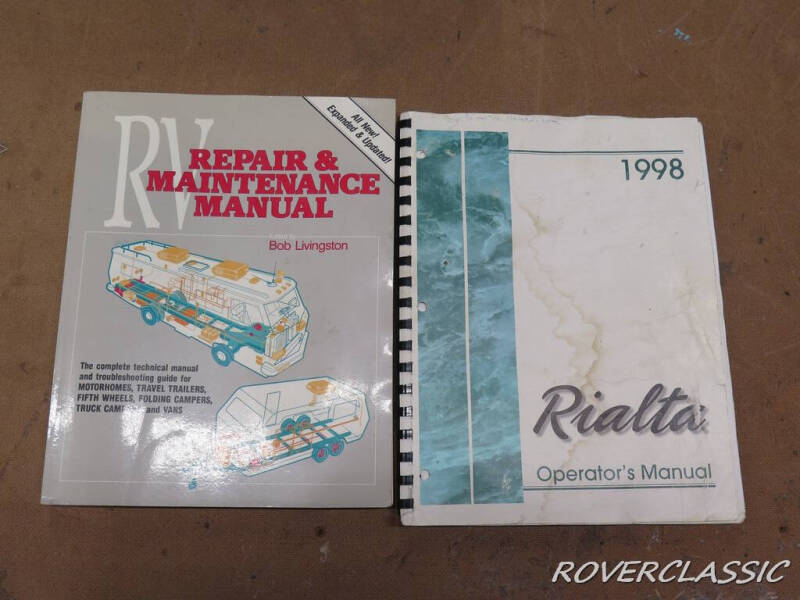 RV
REPAIR &
MAINTENANCE
MANUAL
Bob Livingston
All New!
Expanded & Updated!
The complete technical manual
and troubleshooting guide for
MOTORHOMES, TRAVEL TRAILERS,
FIFTH WHEELS, FOLDING CAMPERS,
TRUCK and VANS
1998
Rialta
Operator's Manual
ROVERCLASSIC